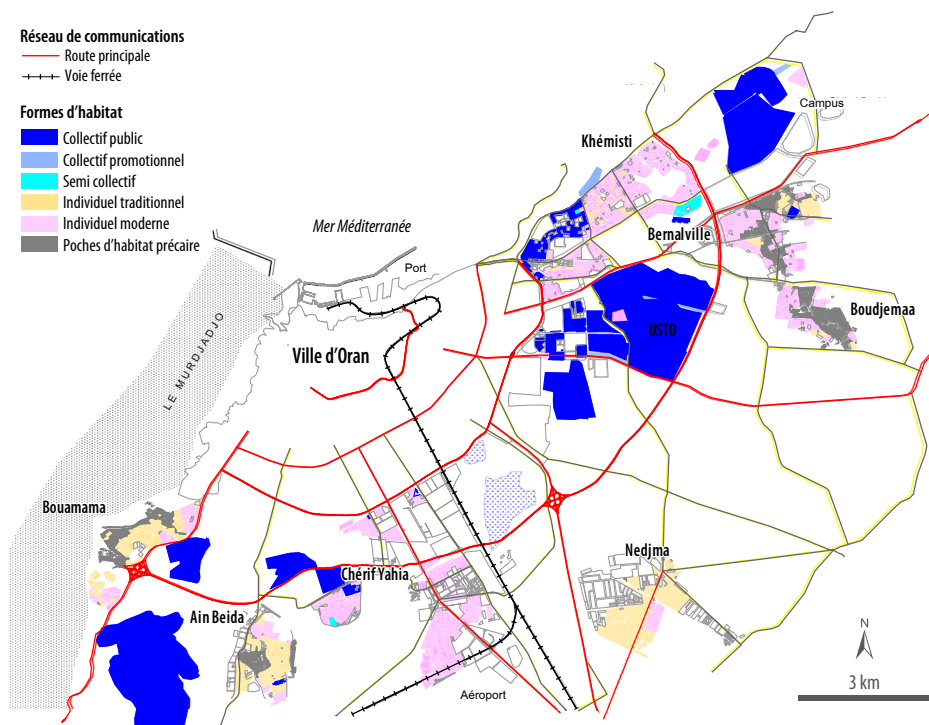 Réseau de communications
Route principale
Voie ferrée
Formes d'habitat
Collectif public
Collectif promotionnel
Semi collectif
Individuel traditionnel
Individuel moderne
Poches d'habitat précaire
Campus
Khémisti
Mer Méditerranée
Bernalville
Port
Boudjemaa
USTO
LE MURDJADJO
Ville d'Oran
Bouamama
Nedjma
Chérif Yahia
Ain Beida
N
Aéroport
3 km